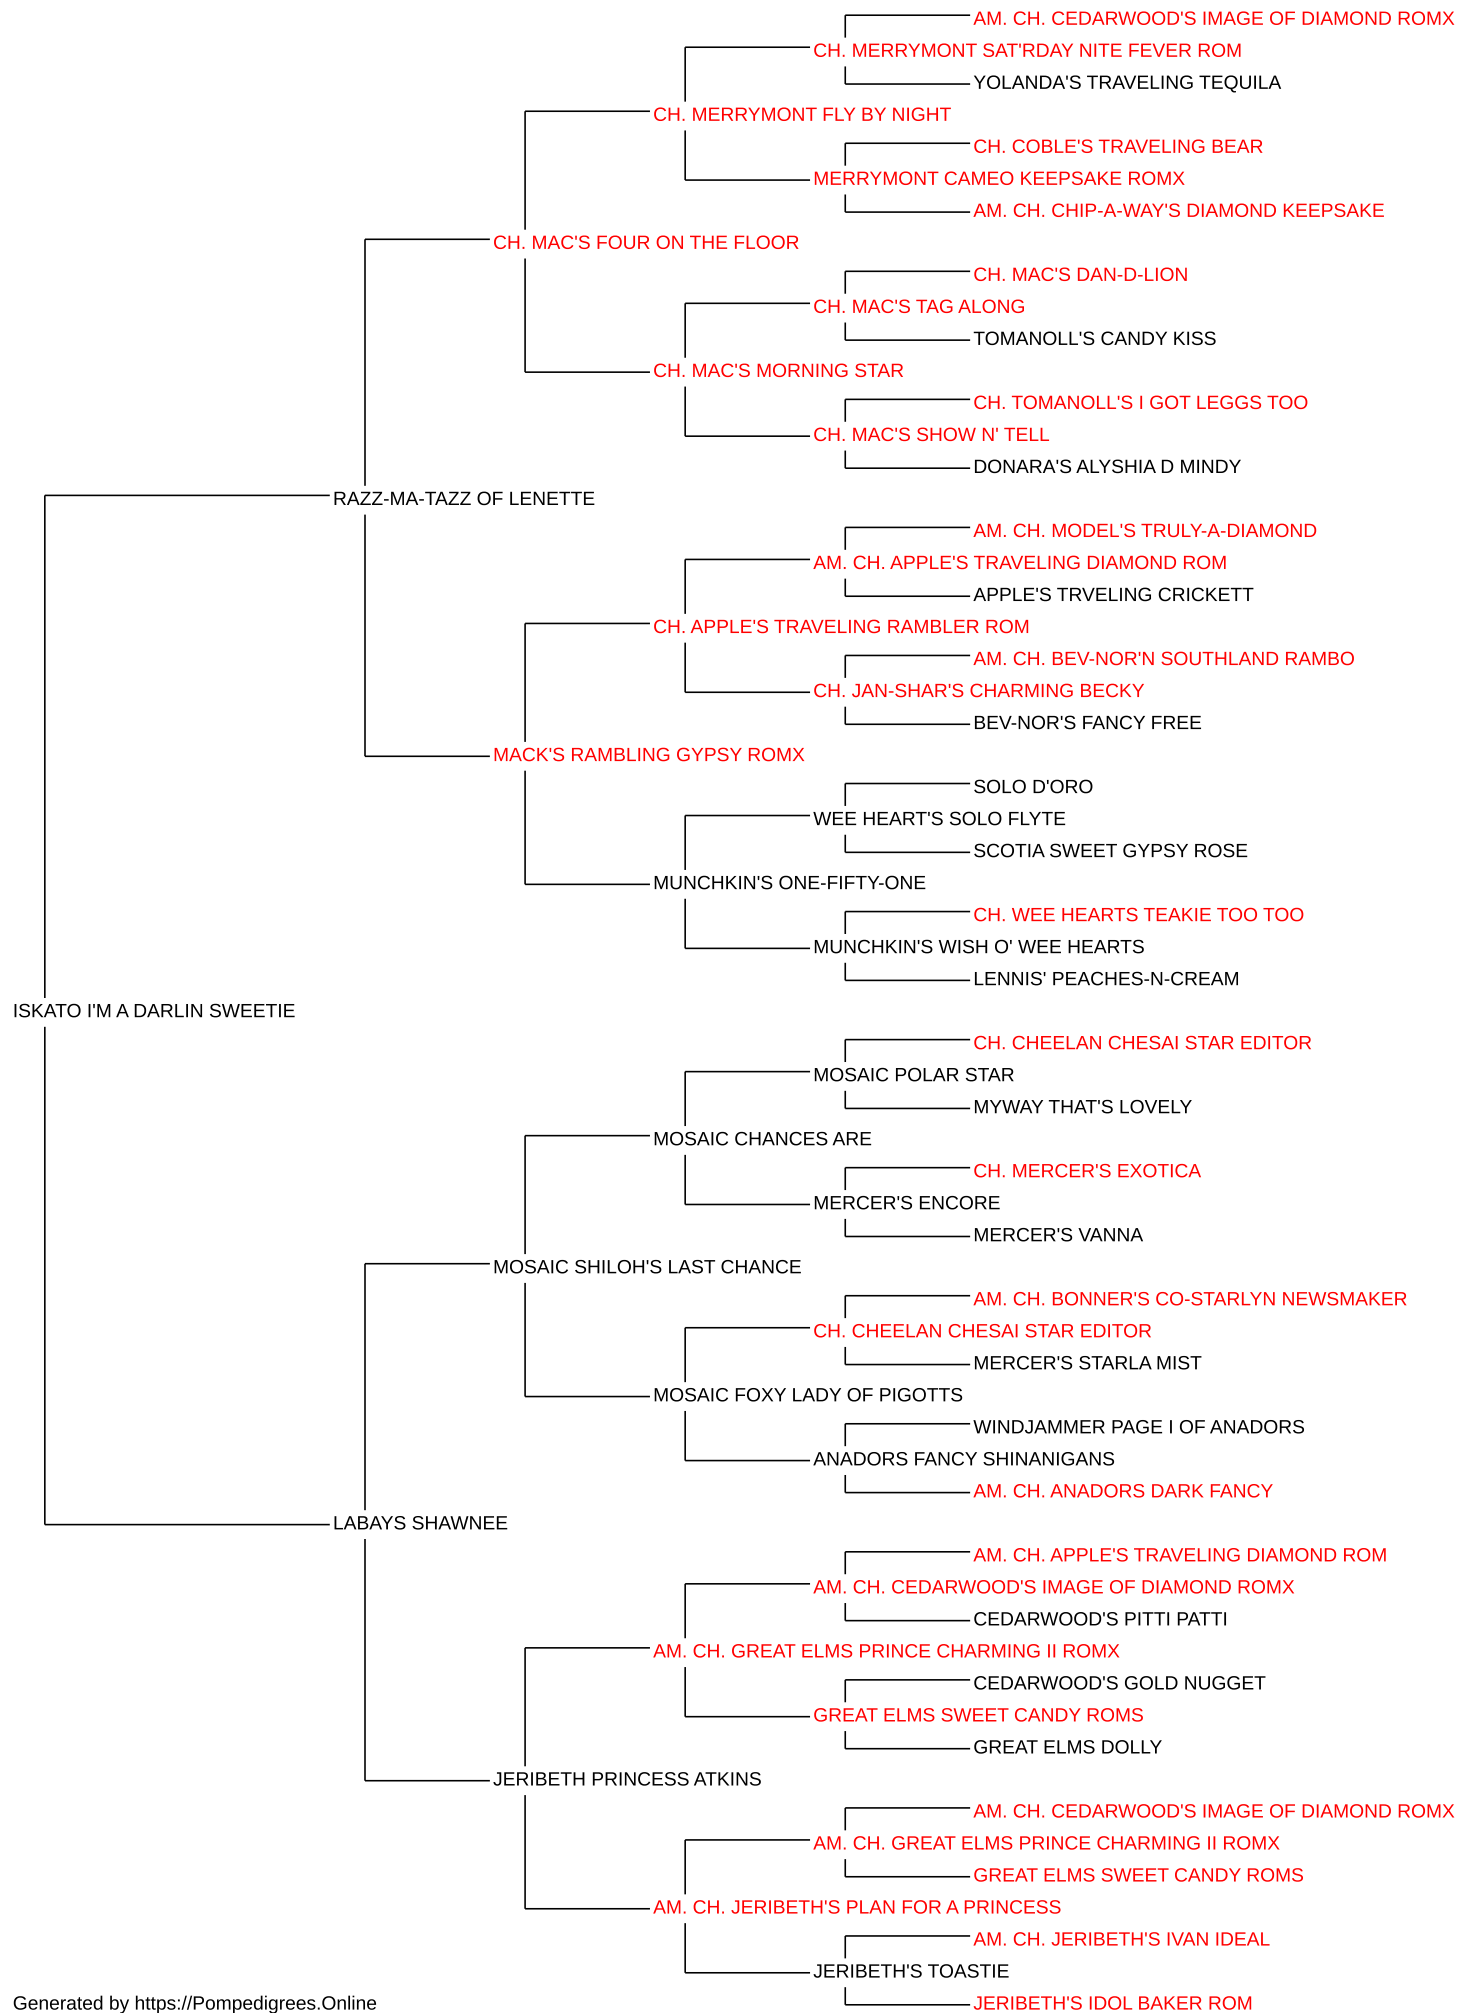 AM. CH. CEDARWOOD'S IMAGE OF DIAMOND ROMX
CH. MERRYMONT SAT'RDAY NITE FEVER ROM
YOLANDA'S TRAVELING TEQUILA
CH. MERRYMONT FLY BY NIGHT
CH. COBLE'S TRAVELING BEAR
MERRYMONT CAMEO KEEPSAKE ROMX
AM. CH. CHIP-A-WAY'S DIAMOND KEEPSAKE
CH. MAC'S FOUR ON THE FLOOR
CH. MAC'S DAN-D-LION
CH. MAC'S TAG ALONG
TOMANOLL'S CANDY KISS
CH. MAC'S MORNING STAR
CH. TOMANOLL'S I GOT LEGGS TOO
CH. MAC'S SHOW N' TELL
DONARA'S ALYSHIA D MINDY
RAZZ-MA-TAZZ OF LENETTE
AM. CH. MODEL'S TRULY-A-DIAMOND
AM. CH. APPLE'S TRAVELING DIAMOND ROM
APPLE'S TRVELING CRICKETT
CH. APPLE'S TRAVELING RAMBLER ROM
AM. CH. BEV-NOR'N SOUTHLAND RAMBO
CH. JAN-SHAR'S CHARMING BECKY
BEV-NOR'S FANCY FREE
MACK'S RAMBLING GYPSY ROMX
SOLO D'ORO
WEE HEART'S SOLO FLYTE
SCOTIA SWEET GYPSY ROSE
MUNCHKIN'S ONE-FIFTY-ONE
CH. WEE HEARTS TEAKIE TOO TOO
MUNCHKIN'S WISH O' WEE HEARTS
LENNIS' PEACHES-N-CREAM
ISKATO I'M A DARLIN SWEETIE
CH. CHEELAN CHESAI STAR EDITOR
MOSAIC POLAR STAR
MYWAY THAT'S LOVELY
MOSAIC CHANCES ARE
CH. MERCER'S EXOTICA
MERCER'S ENCORE
MERCER'S VANNA
MOSAIC SHILOH'S LAST CHANCE
AM. CH. BONNER'S CO-STARLYN NEWSMAKER
CH. CHEELAN CHESAI STAR EDITOR
MERCER'S STARLA MIST
MOSAIC FOXY LADY OF PIGOTTS
WINDJAMMER PAGE I OF ANADORS
ANADORS FANCY SHINANIGANS
AM. CH. ANADORS DARK FANCY
LABAYS SHAWNEE
AM. CH. APPLE'S TRAVELING DIAMOND ROM
AM. CH. CEDARWOOD'S IMAGE OF DIAMOND ROMX
CEDARWOOD'S PITTI PATTI
AM. CH. GREAT ELMS PRINCE CHARMING II ROMX
CEDARWOOD'S GOLD NUGGET
GREAT ELMS SWEET CANDY ROMS
GREAT ELMS DOLLY
JERIBETH PRINCESS ATKINS
AM. CH. CEDARWOOD'S IMAGE OF DIAMOND ROMX
AM. CH. GREAT ELMS PRINCE CHARMING II ROMX
GREAT ELMS SWEET CANDY ROMS
AM. CH. JERIBETH'S PLAN FOR A PRINCESS
AM. CH. JERIBETH'S IVAN IDEAL
JERIBETH'S TOASTIE
JERIBETH'S IDOL BAKER ROM
Generated by https://Pompedigrees.Online